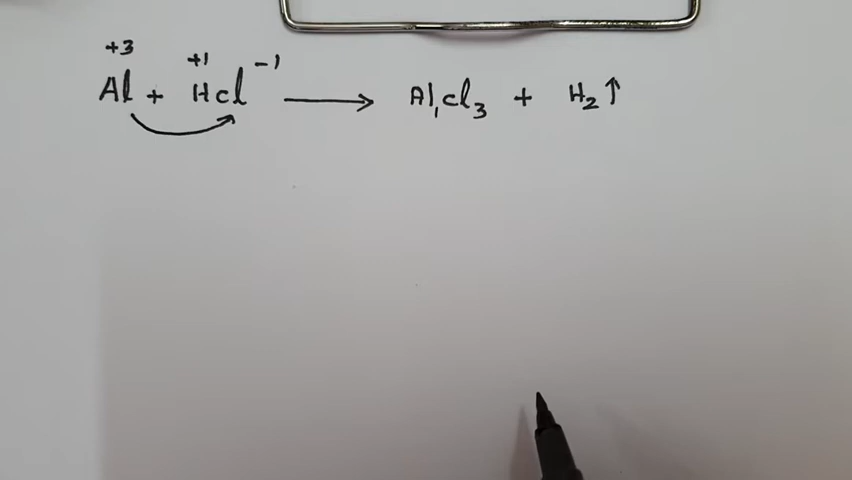 +3 +1 -1
Al + Hcl ⟶ Al₁cl₃ + H₂↑